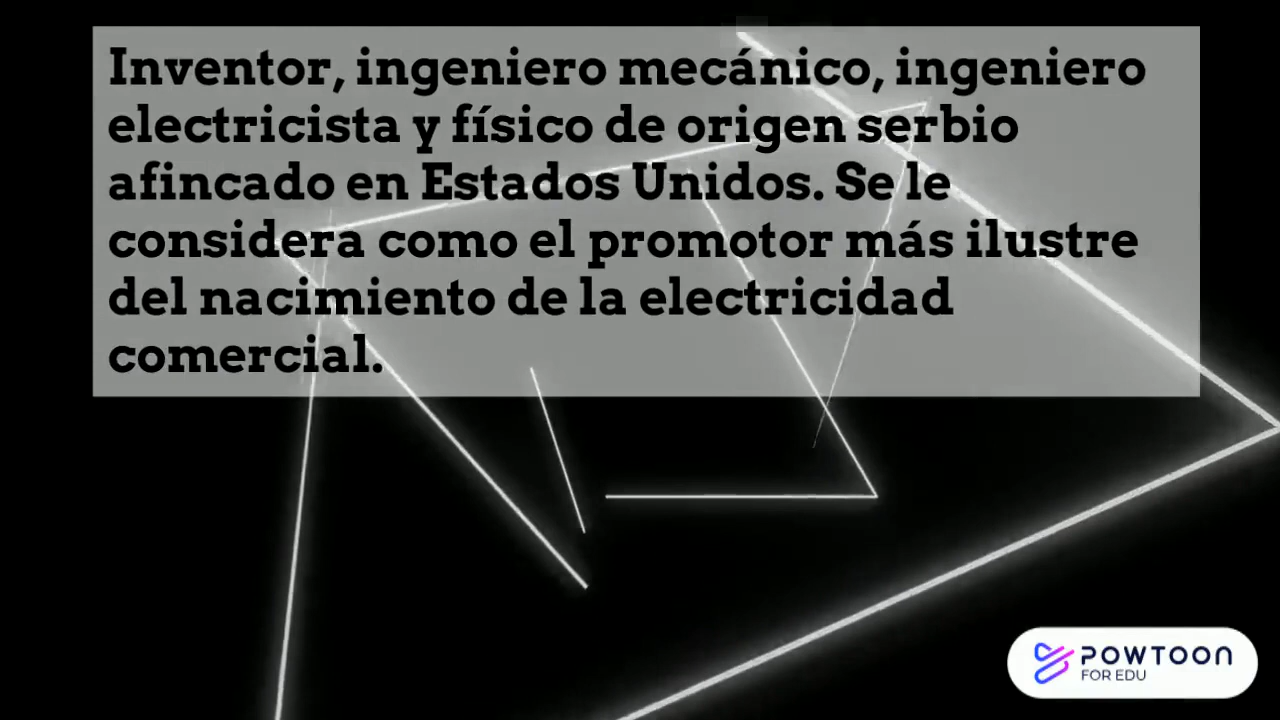 Inventor, ingeniero mecánico, ingeniero
electricista y físico de origen serbio
afincado en Estados Unidos. Se le
considera como el promotor más ilustre
del nacimiento de la electricidad
comercial.
POWTOON
FOR EDU